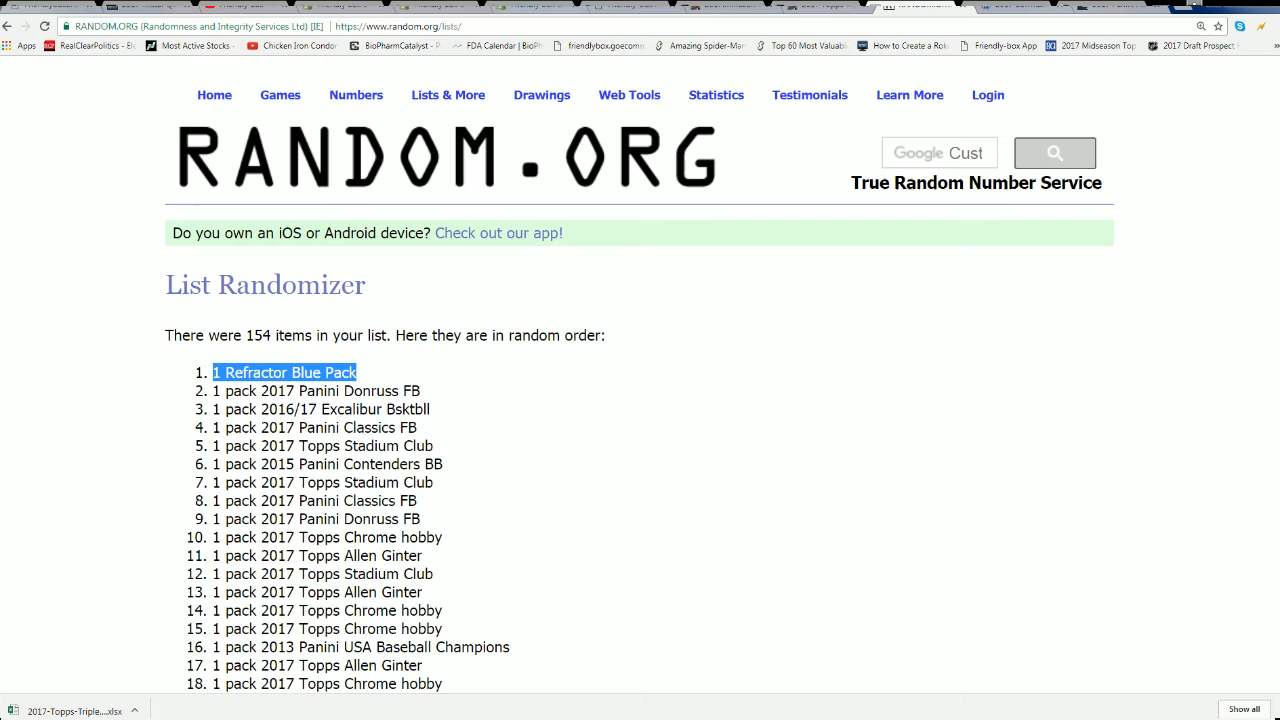 RANDOM.ORG (Randomness and Integrity Services Ltd) [IE] | https://www.random.org/lists/
Apps RealClearPolitics - Ele Most Active Stocks - Chicken Iron Condor BioPharmCatalyst - P FDA Calendar | BioPh friendlybox.goecomm Amazing Spider-Mar Top 60 Most Valuabl How to Create a Rok Friendly-box App 2017 Midseason Top 2017 Draft Prospect »
Home Games Numbers Lists & More Drawings Web Tools Statistics Testimonials Learn More Login
RANDOM.ORG
Google Cust
True Random Number Service
Do you own an iOS or Android device? Check out our app!
List Randomizer
There were 154 items in your list. Here they are in random order:
1. 1 Refractor Blue Pack
2. 1 pack 2017 Panini Donruss FB
3. 1 pack 2016/17 Excalibur Bsktbll
4. 1 pack 2017 Panini Classics FB
5. 1 pack 2017 Topps Stadium Club
6. 1 pack 2015 Panini Contenders BB
7. 1 pack 2017 Topps Stadium Club
8. 1 pack 2017 Panini Classics FB
9. 1 pack 2017 Panini Donruss FB
10. 1 pack 2017 Topps Chrome hobby
11. 1 pack 2017 Topps Allen Ginter
12. 1 pack 2017 Topps Stadium Club
13. 1 pack 2017 Topps Allen Ginter
14. 1 pack 2017 Topps Chrome hobby
15. 1 pack 2017 Topps Chrome hobby
16. 1 pack 2013 Panini USA Baseball Champions
17. 1 pack 2017 Topps Allen Ginter
18. 1 pack 2017 Topps Chrome hobby
2017-Topps-Triple....xlsx
Show all